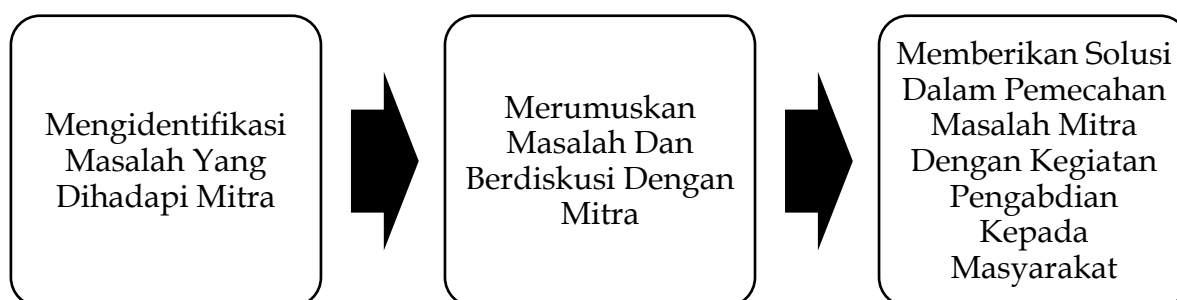 Mengidentifikasi
Masalah Yang
Dihadapi Mitra
Merumuskan
Masalah Dan
Berdiskusi Dengan
Mitra
Memberikan Solusi
Dalam Pemecahan
Masalah Mitra
Dengan Kegiatan
Pengabdian
Kepada
Masyarakat